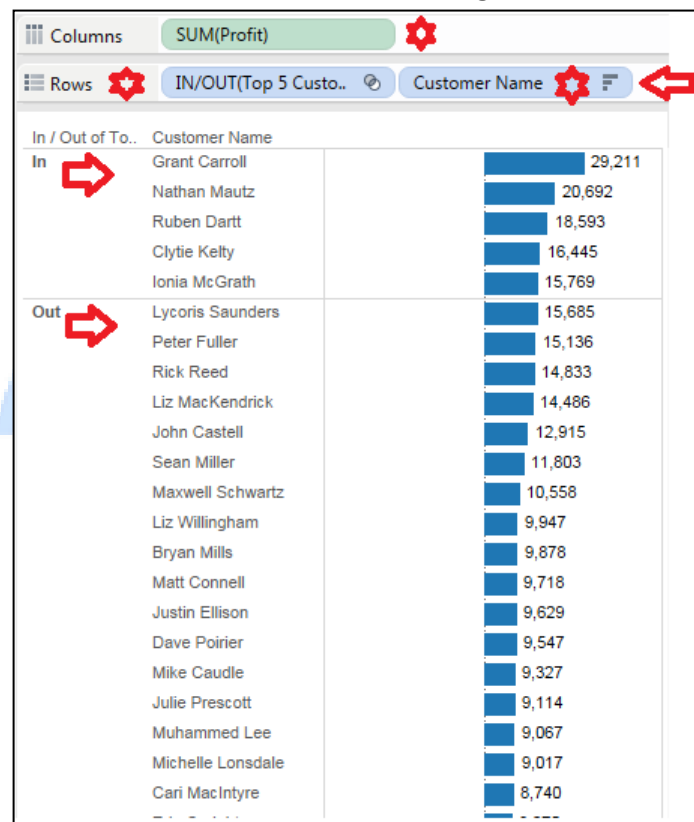 Columns SUM(Profit)
Rows IN/OUT(Top 5 Custo.. Customer Name
In / Out of To.. Customer Name
In Grant Carroll 29,211
Nathan Mautz 20,692
Ruben Dartt 18,593
Clytie Kelty 16,445
Ionia McGrath 15,769
Out Lycoris Saunders 15,685
Peter Fuller 15,136
Rick Reed 14,833
Liz MacKendrick 14,486
John Castell 12,915
Sean Miller 11,803
Maxwell Schwartz 10,558
Liz Willingham 9,947
Bryan Mills 9,878
Matt Connell 9,718
Justin Ellison 9,629
Dave Poirier 9,547
Mike Caudle 9,327
Julie Prescott 9,114
Muhammed Lee 9,067
Michelle Lonsdale 9,017
Cari MacIntyre 8,740